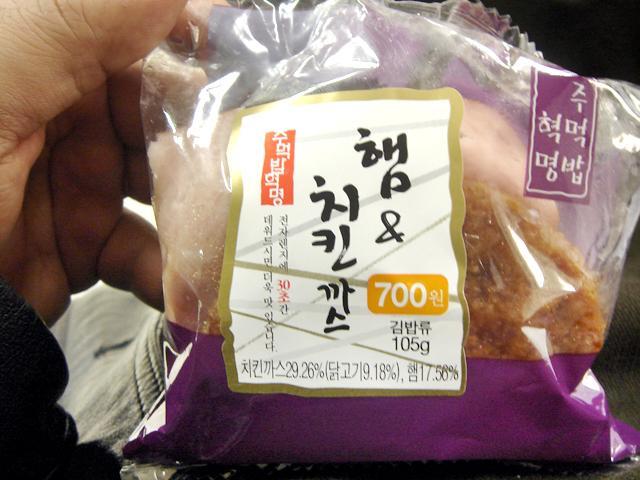 주먹밥
혁명
주먹밥혁명
햄 &
치킨까스
전자렌지에 30초간
데워드시면 더욱 맛있습니다.
700원
김밥류
105g
치킨까스29.26%(닭고기9.18%), 햄17.56%